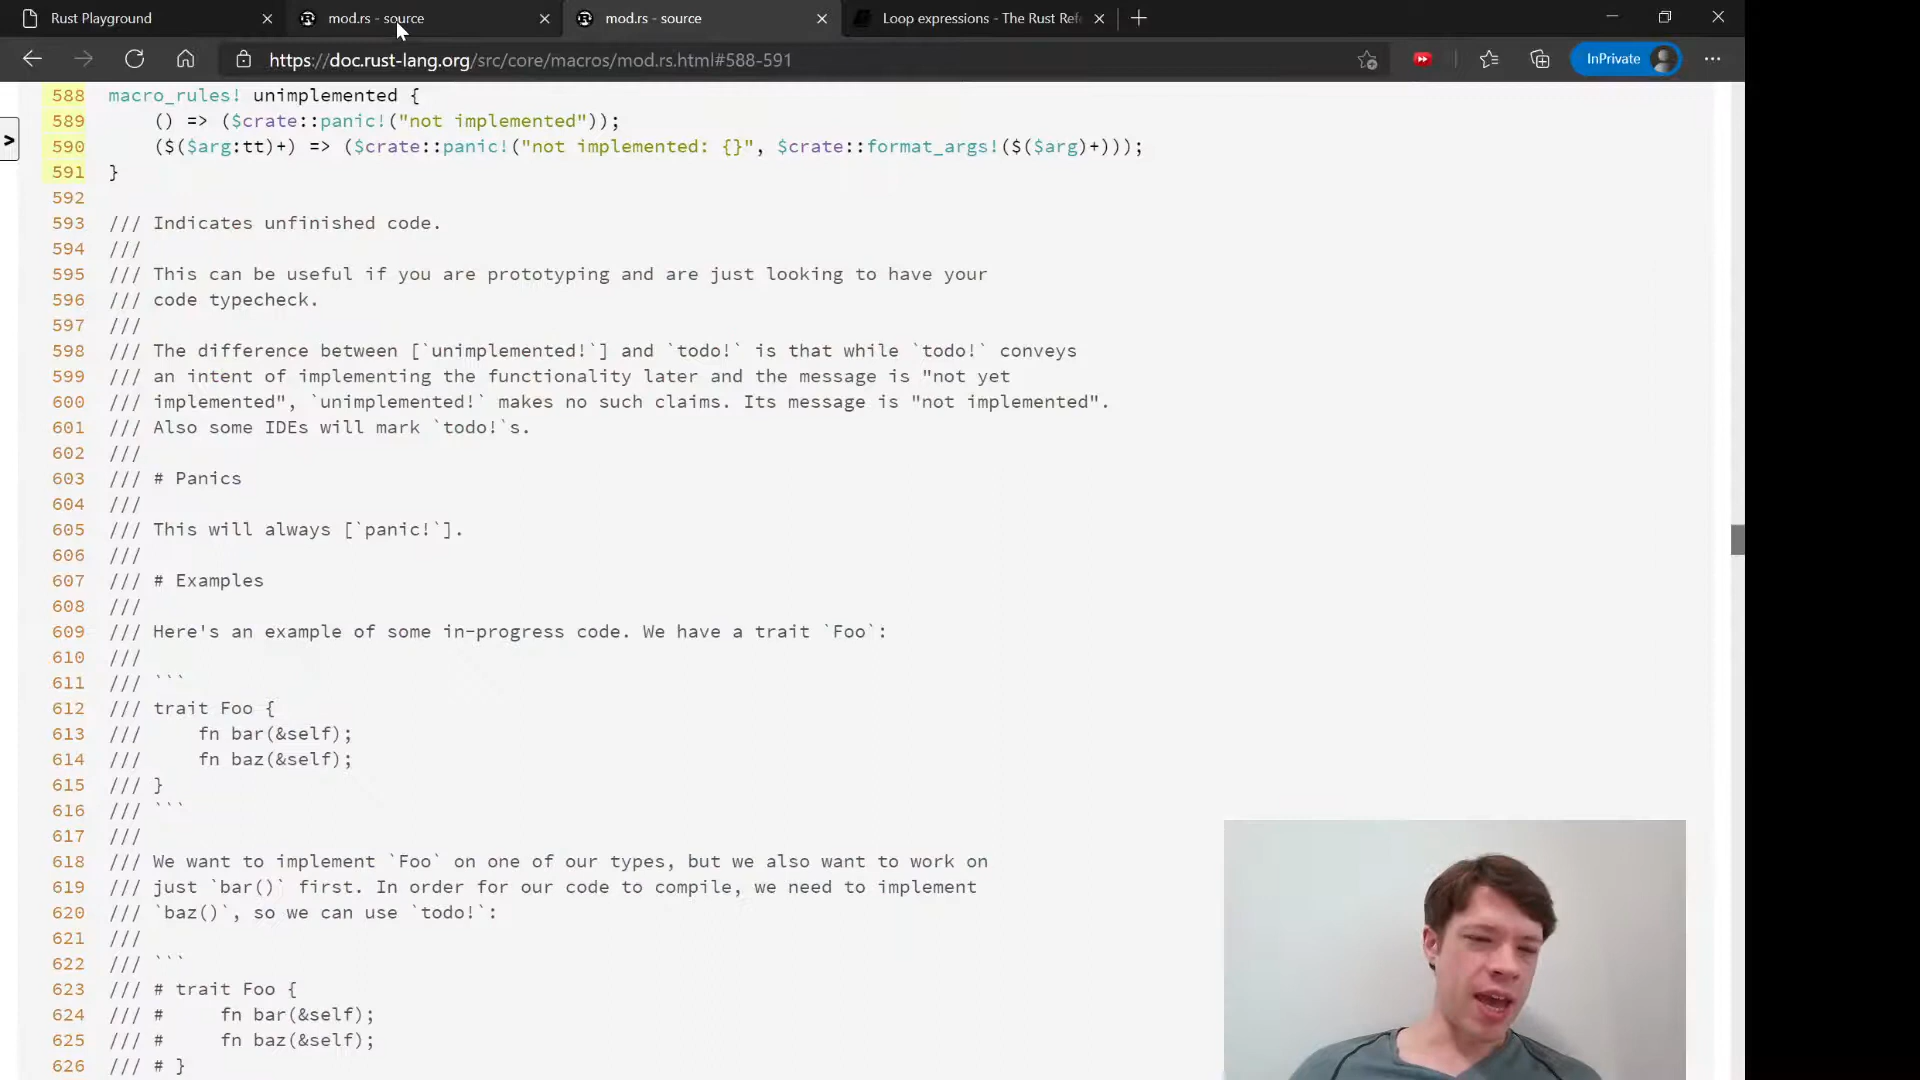 Rust Playground
mod.rs - source
mod.rs - source
Loop expressions - The Rust Ref
https://doc.rust-lang.org/src/core/macros/mod.rs.html#588-591
InPrivate
>
588 macro_rules! unimplemented {
589 () => ($crate::panic!("not implemented"));
590 ($($arg:tt)+) => ($crate::panic!("not implemented: {}", $crate::format_args!($($arg)+)));
591 }
592
593 /// Indicates unfinished code.
594 ///
595 /// This can be useful if you are prototyping and are just looking to have your
596 /// code typecheck.
597 ///
598 /// The difference between [`unimplemented!`] and `todo!` is that while `todo!` conveys
599 /// an intent of implementing the functionality later and the message is "not yet
600 /// implemented", `unimplemented!` makes no such claims. Its message is "not implemented".
601 /// Also some IDEs will mark `todo!`s.
602 ///
603 /// # Panics
604 ///
605 /// This will always [`panic!`].
606 ///
607 /// # Examples
608 ///
609 /// Here's an example of some in-progress code. We have a trait `Foo`:
610 ///
611 /// ```
612 /// trait Foo {
613 ///     fn bar(&self);
614 ///     fn baz(&self);
615 /// }
616 /// ```
617 ///
618 /// We want to implement `Foo` on one of our types, but we also want to work on
619 /// just `bar()` first. In order for our code to compile, we need to implement
620 /// `baz()`, so we can use `todo!`:
621 ///
622 /// ```
623 /// # trait Foo {
624 /// #     fn bar(&self);
625 /// #     fn baz(&self);
626 /// # }